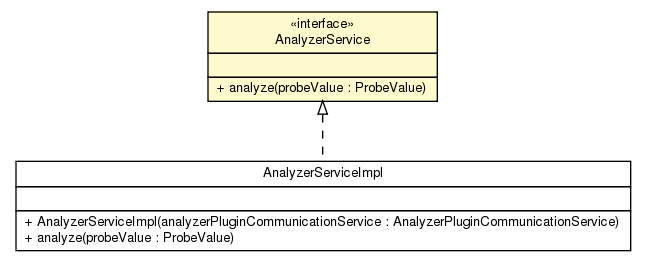 «interface»
AnalyzerService
+ analyze(probeValue : ProbeValue)
AnalyzerServiceImpl
+ AnalyzerServiceImpl(analyzerPluginCommunicationService : AnalyzerPluginCommunicationService)
+ analyze(probeValue : ProbeValue)